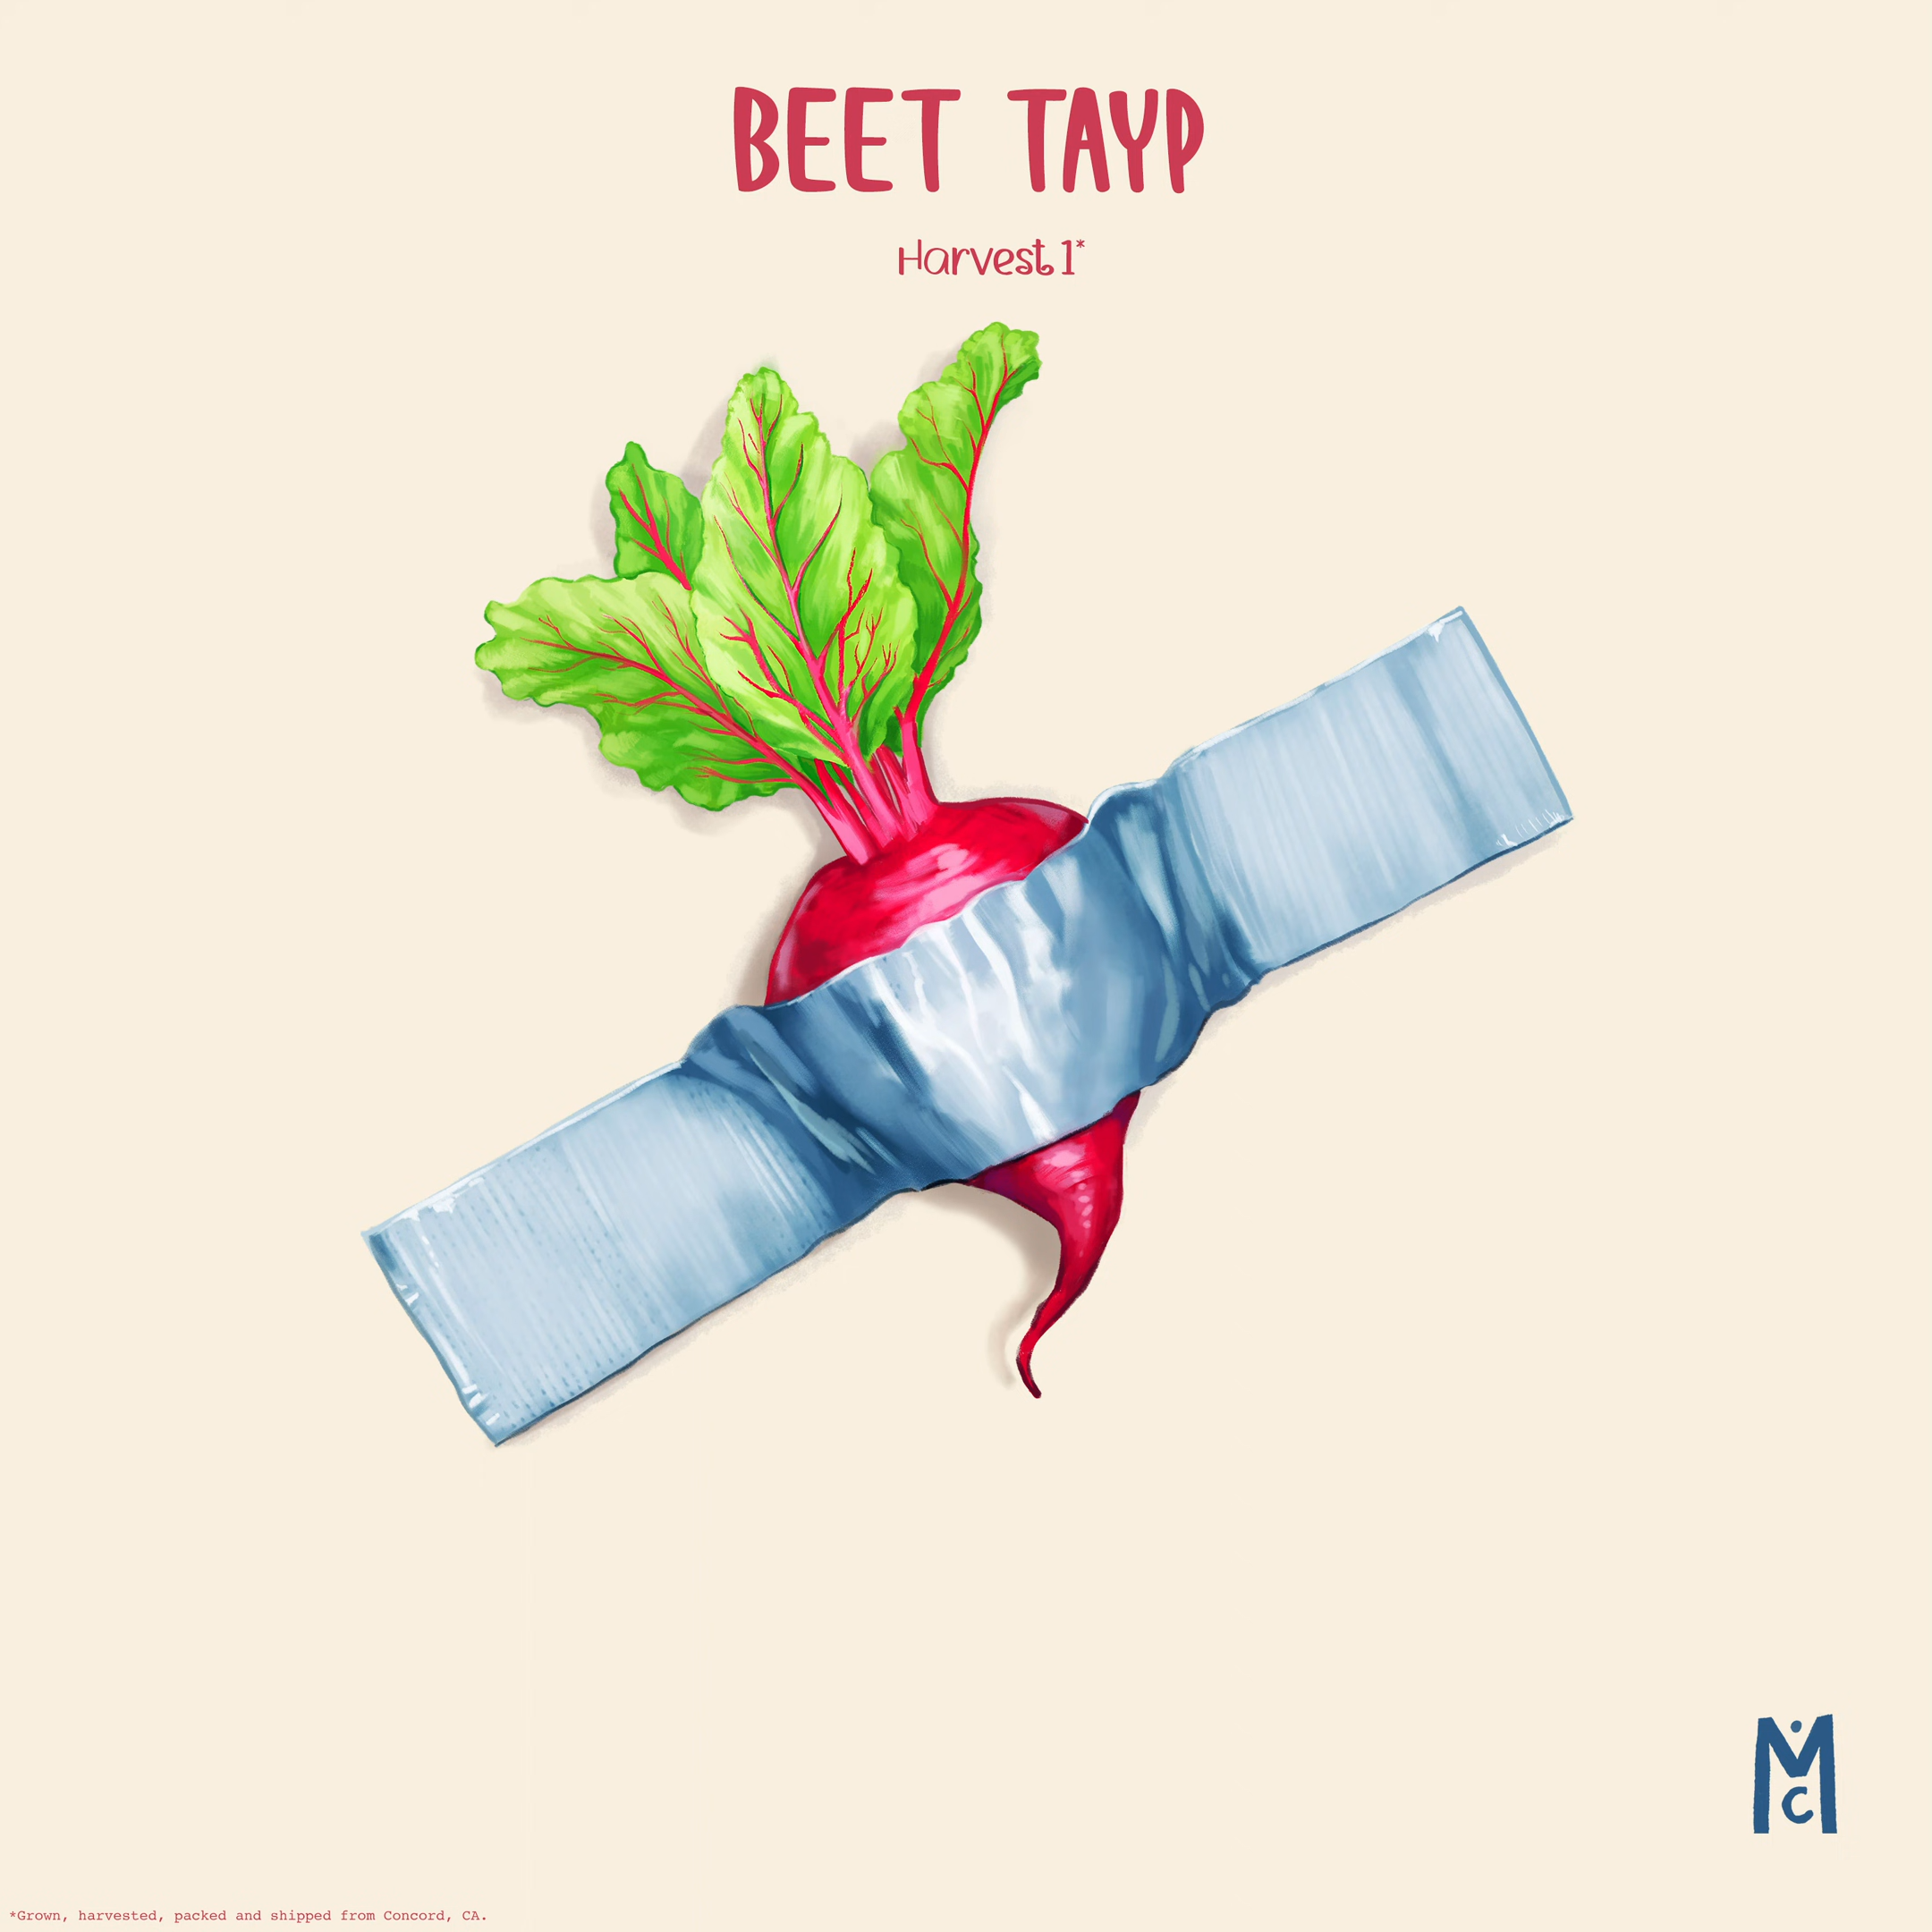 BEET TAYP
Harvest 1*
M
c
*Grown, harvested, packed and shipped from Concord, CA.